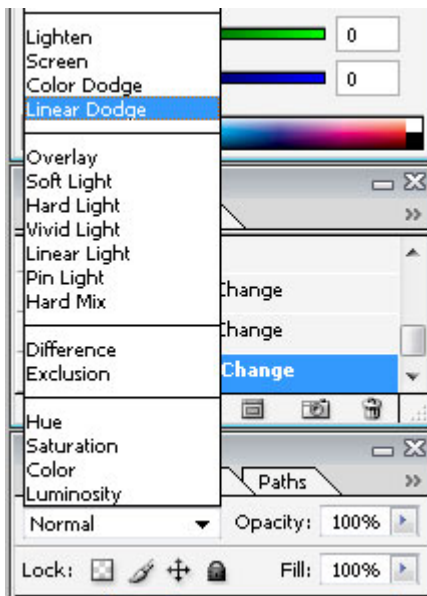 Lighten
0
Screen
Color Dodge
0
Linear Dodge
Overlay
Soft Light
Hard Light
Vivid Light
Linear Light
Pin Light
Change
Hard Mix
Change
Difference
Exclusion
Change
Hue
Saturation
Color
Paths
Luminosity
Normal Opacity: 100%
Lock: Fill: 100%